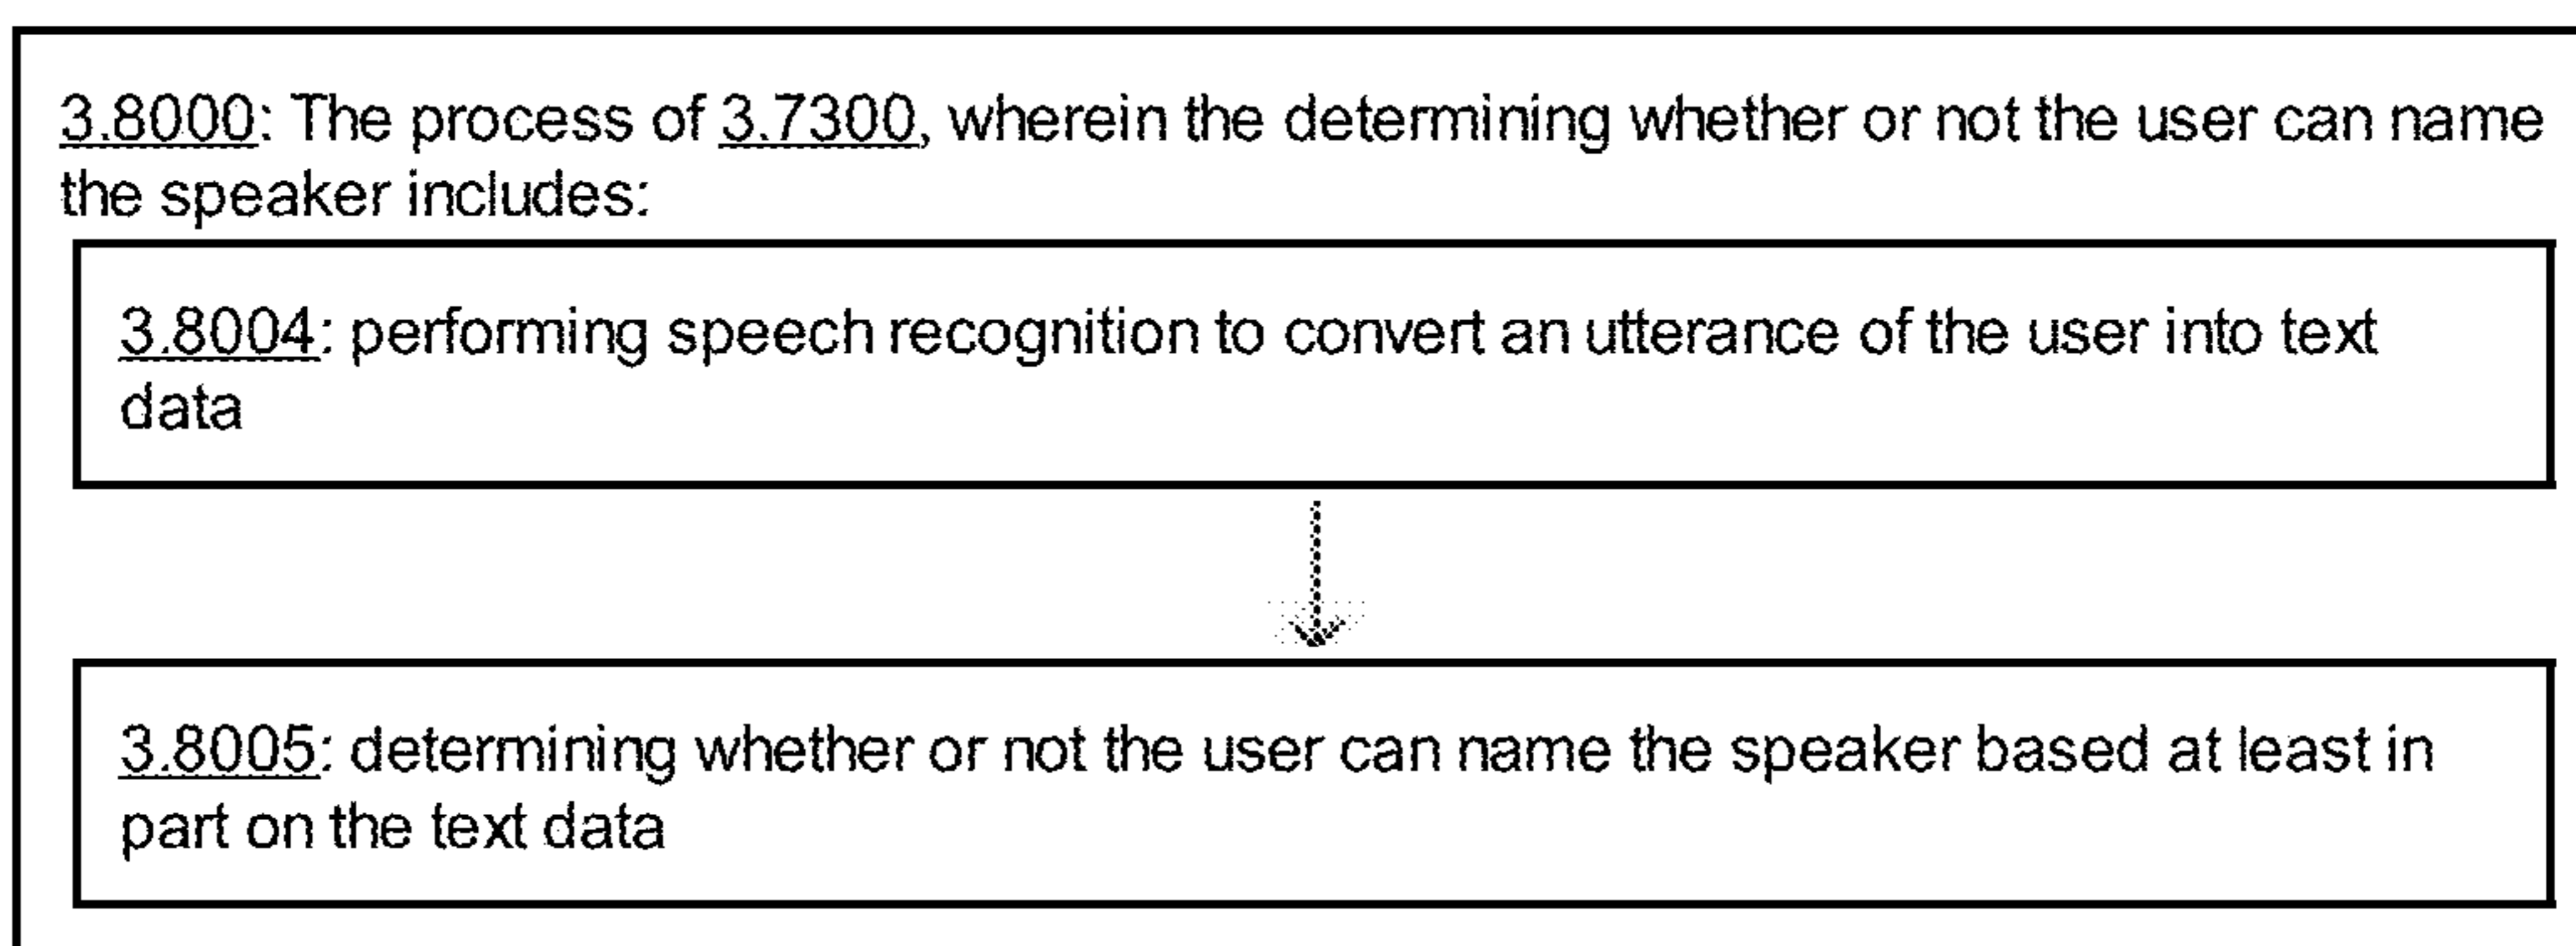 3.8000: The process of 3.7300, wherein the determining whether or not the user can name
the speaker includes:
3.8004: performing speech recognition to convert an utterance of the user into text
data
3.8005: determining whether or not the user can name the speaker based at least in
part on the text data